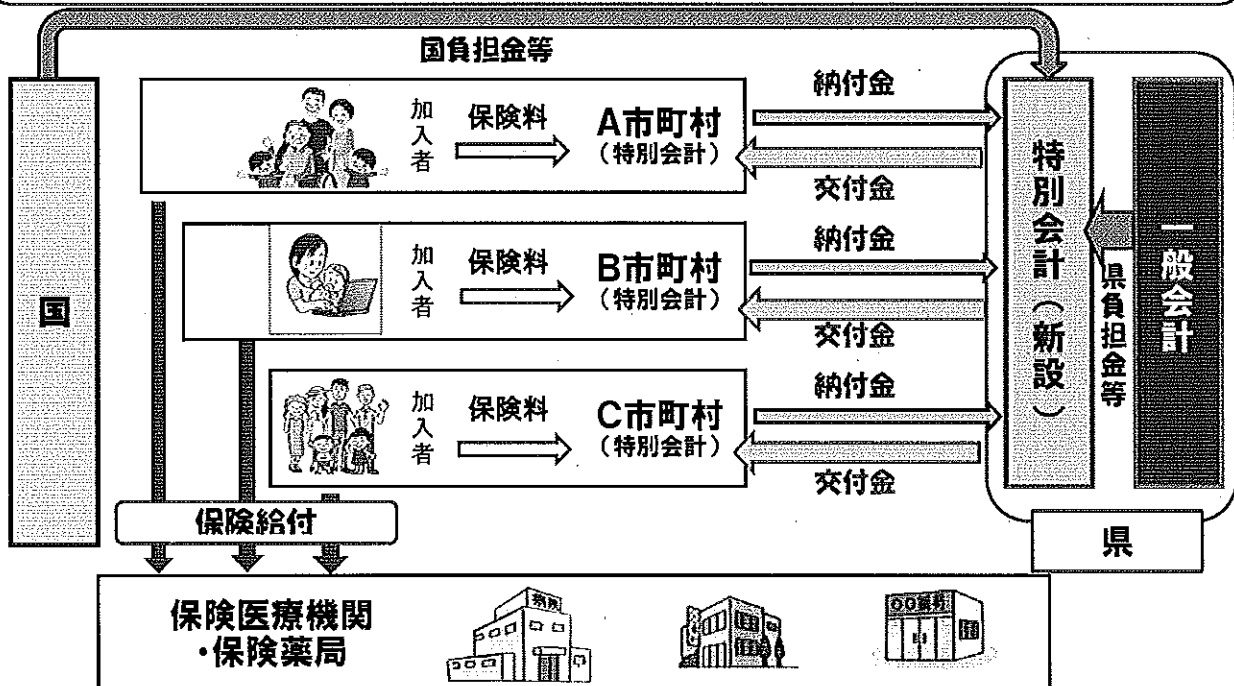 国負担金等
国
加入者
保険料
A市町村
（特別会計）
納付金
交付金
加入者
保険料
B市町村
（特別会計）
納付金
交付金
加入者
保険料
C市町村
（特別会計）
納付金
交付金
特別会計（新設）
県負担金等
一般会計
県
保険給付
保険医療機関
・保険薬局
病院